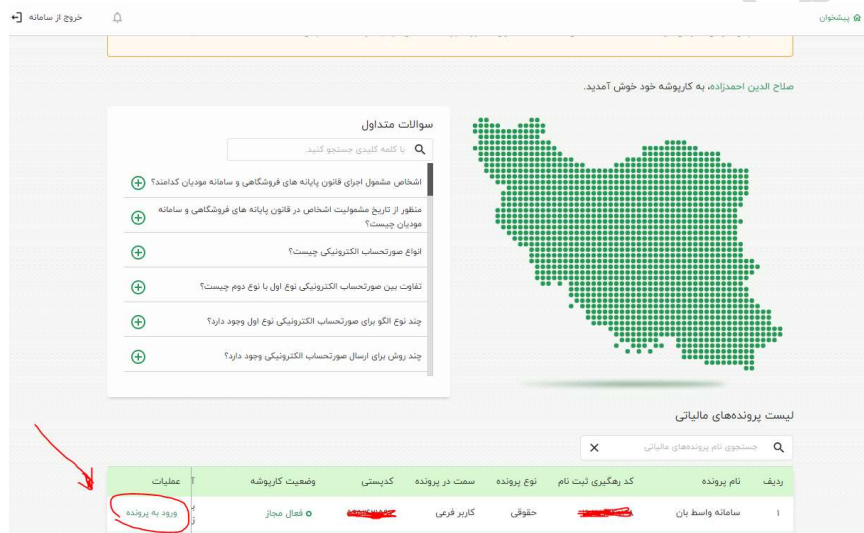 پیشخوان
خروج از سامانه
صلاح الدین احمدزاده، به کارپوشه خود خوش آمدید.
سوالات متداول
با کلمه کلیدی جستجو کنید.
اشخاص مشمول اجرای قانون پایانه های فروشگاهی و سامانه مودیان کدامند؟
منظور از تاریخ مشمولیت اشخاص در قانون پایانه های فروشگاهی و سامانه
مودیان چیست؟
انواع صورتحساب الکترونیکی چیست؟
تفاوت بین صورتحساب الکترونیکی نوع اول با نوع دوم چیست؟
چند نوع الگو برای صورتحساب الکترونیکی نوع اول وجود دارد؟
چند روش برای ارسال صورتحساب الکترونیکی وجود دارد؟
لیست پرونده‌های مالیاتی
جستجوی نام پرونده‌های مالیاتی
ردیف نام پرونده کد رهگیری ثبت نام نوع پرونده سمت در پرونده کدپستی وضعیت کارپوشه عملیات
۱ سامانه واسط بان حقوقی کاربر فرعی فعال مجاز ورود به پرونده